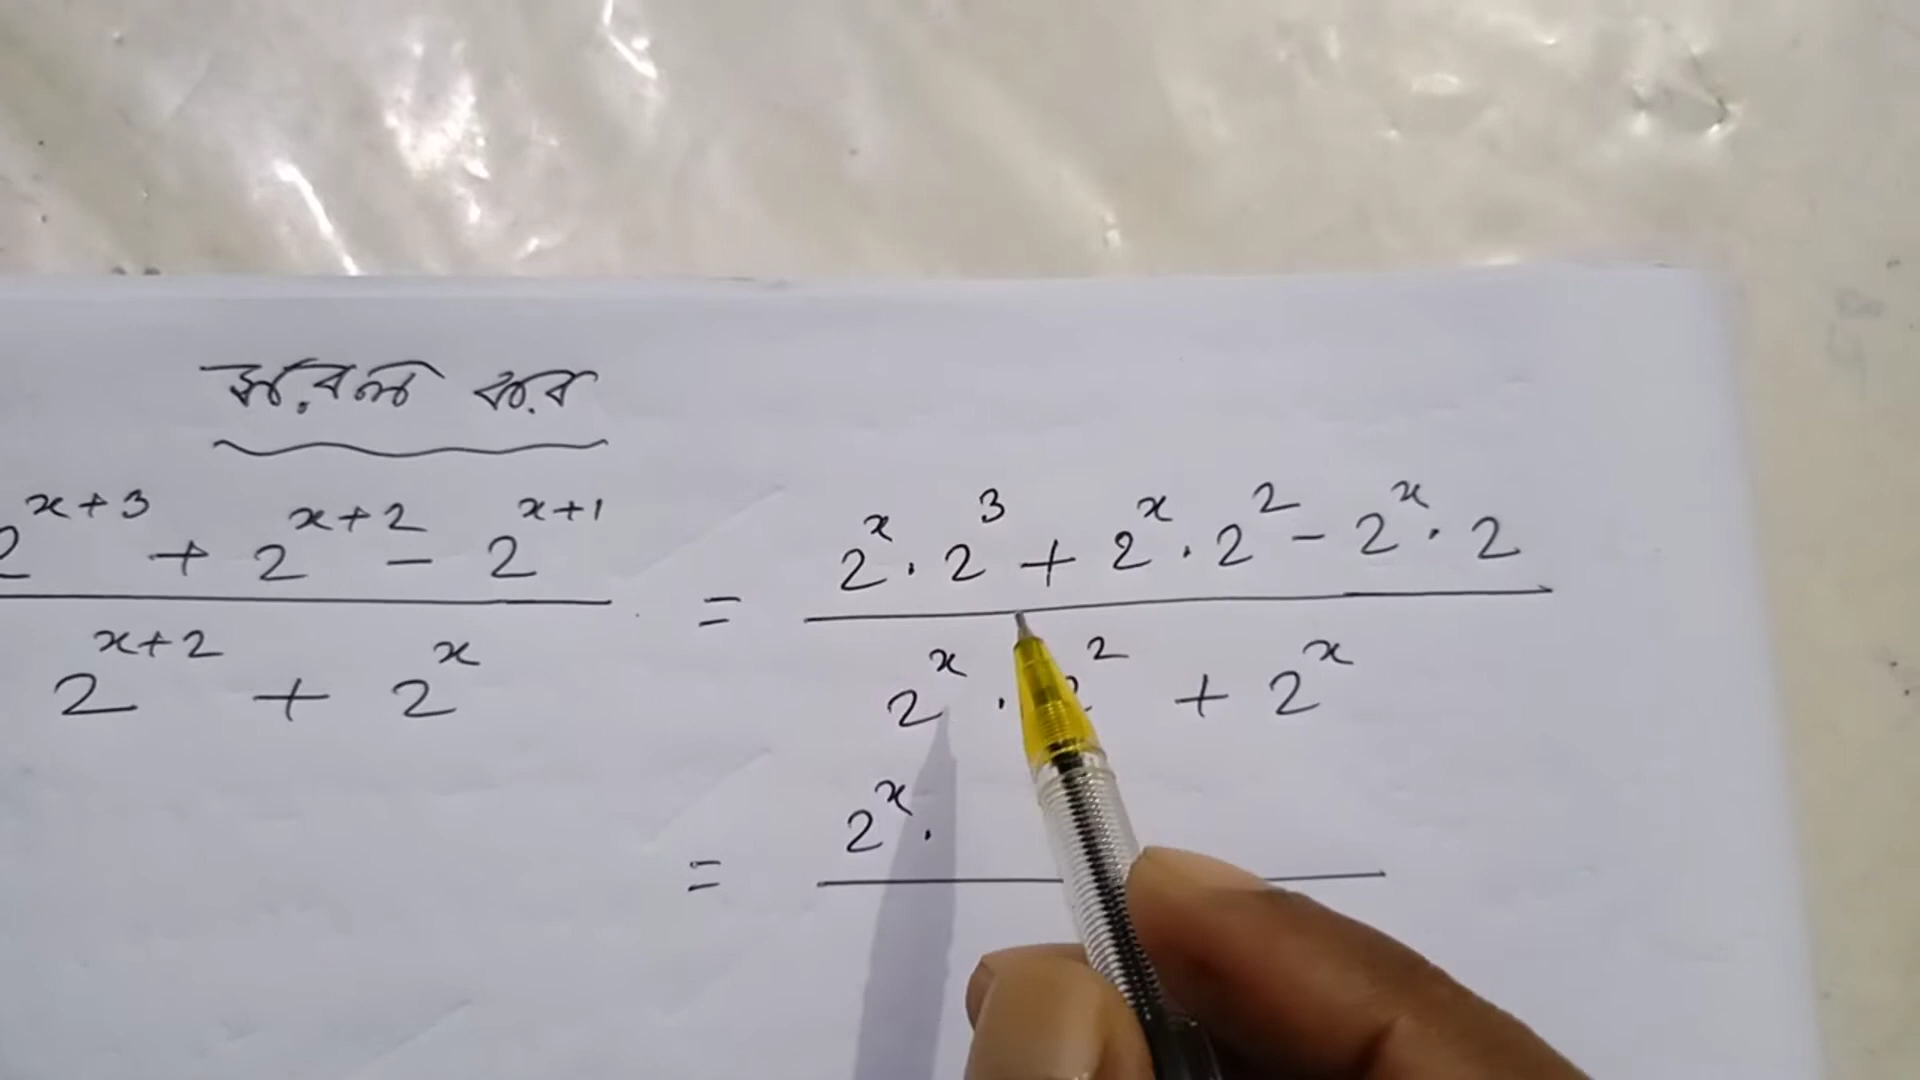 সরল কর
2^{x+3} + 2^{x+2} - 2^{x+1} / 2^{x+2} + 2^x = 2^x . 2^3 + 2^x . 2^2 - 2^x . 2 / 2^x . 2^2 + 2^x
= 2^x .